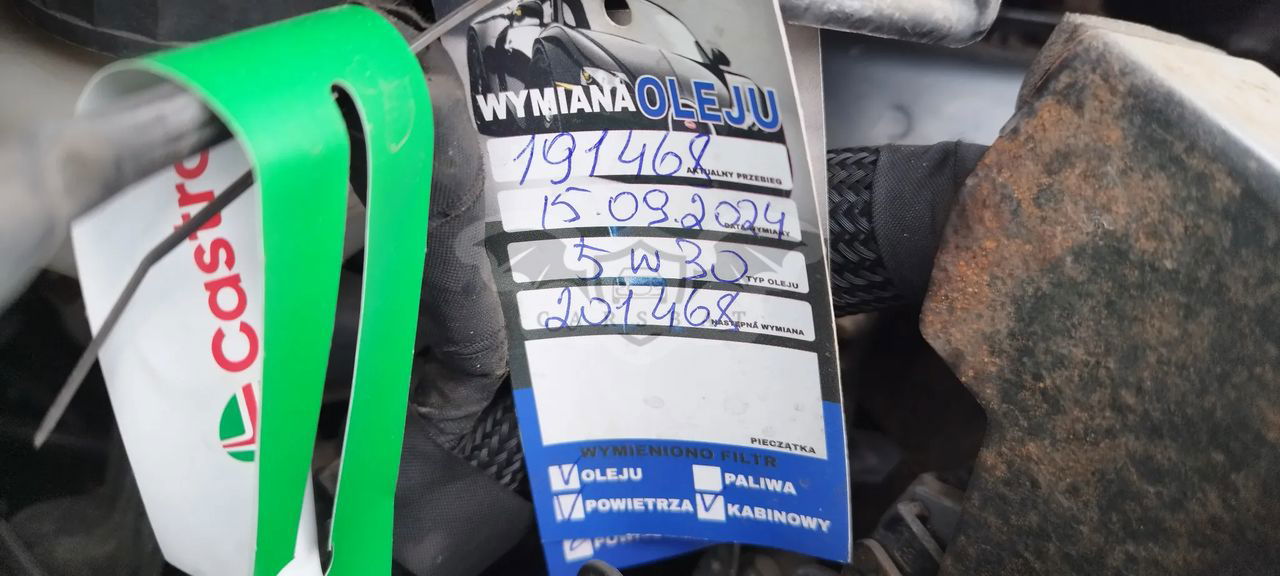 Castrol
WYMIANA OLEJU
191468
AKTUALNY PRZEBIEG
15.09.2024
DATA WYMIANY
5w30
TYP OLEJU
201468
NASTĘPNA WYMIANA
PIECZĄTKA
WYMIENIONO FILTR
OLEJU PALIWA
POWIETRZA KABINOWY